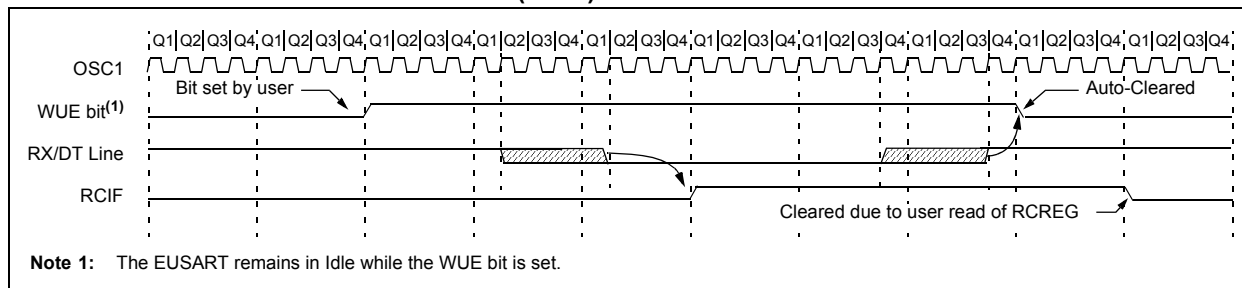 Q1 Q2 Q3 Q4 Q1 Q2 Q3 Q4 Q1 Q2 Q3 Q4 Q1 Q2 Q3 Q4 Q1 Q2 Q3 Q4 Q1 Q2 Q3 Q4 Q1 Q2 Q3 Q4 Q1 Q2 Q3 Q4 Q1 Q2 Q3 Q4 Q1 Q2 Q3 Q4
OSC1
Bit set by user
Auto-Cleared
WUE bit(1)
RX/DT Line
RCIF
Cleared due to user read of RCREG
Note 1: The EUSART remains in Idle while the WUE bit is set.